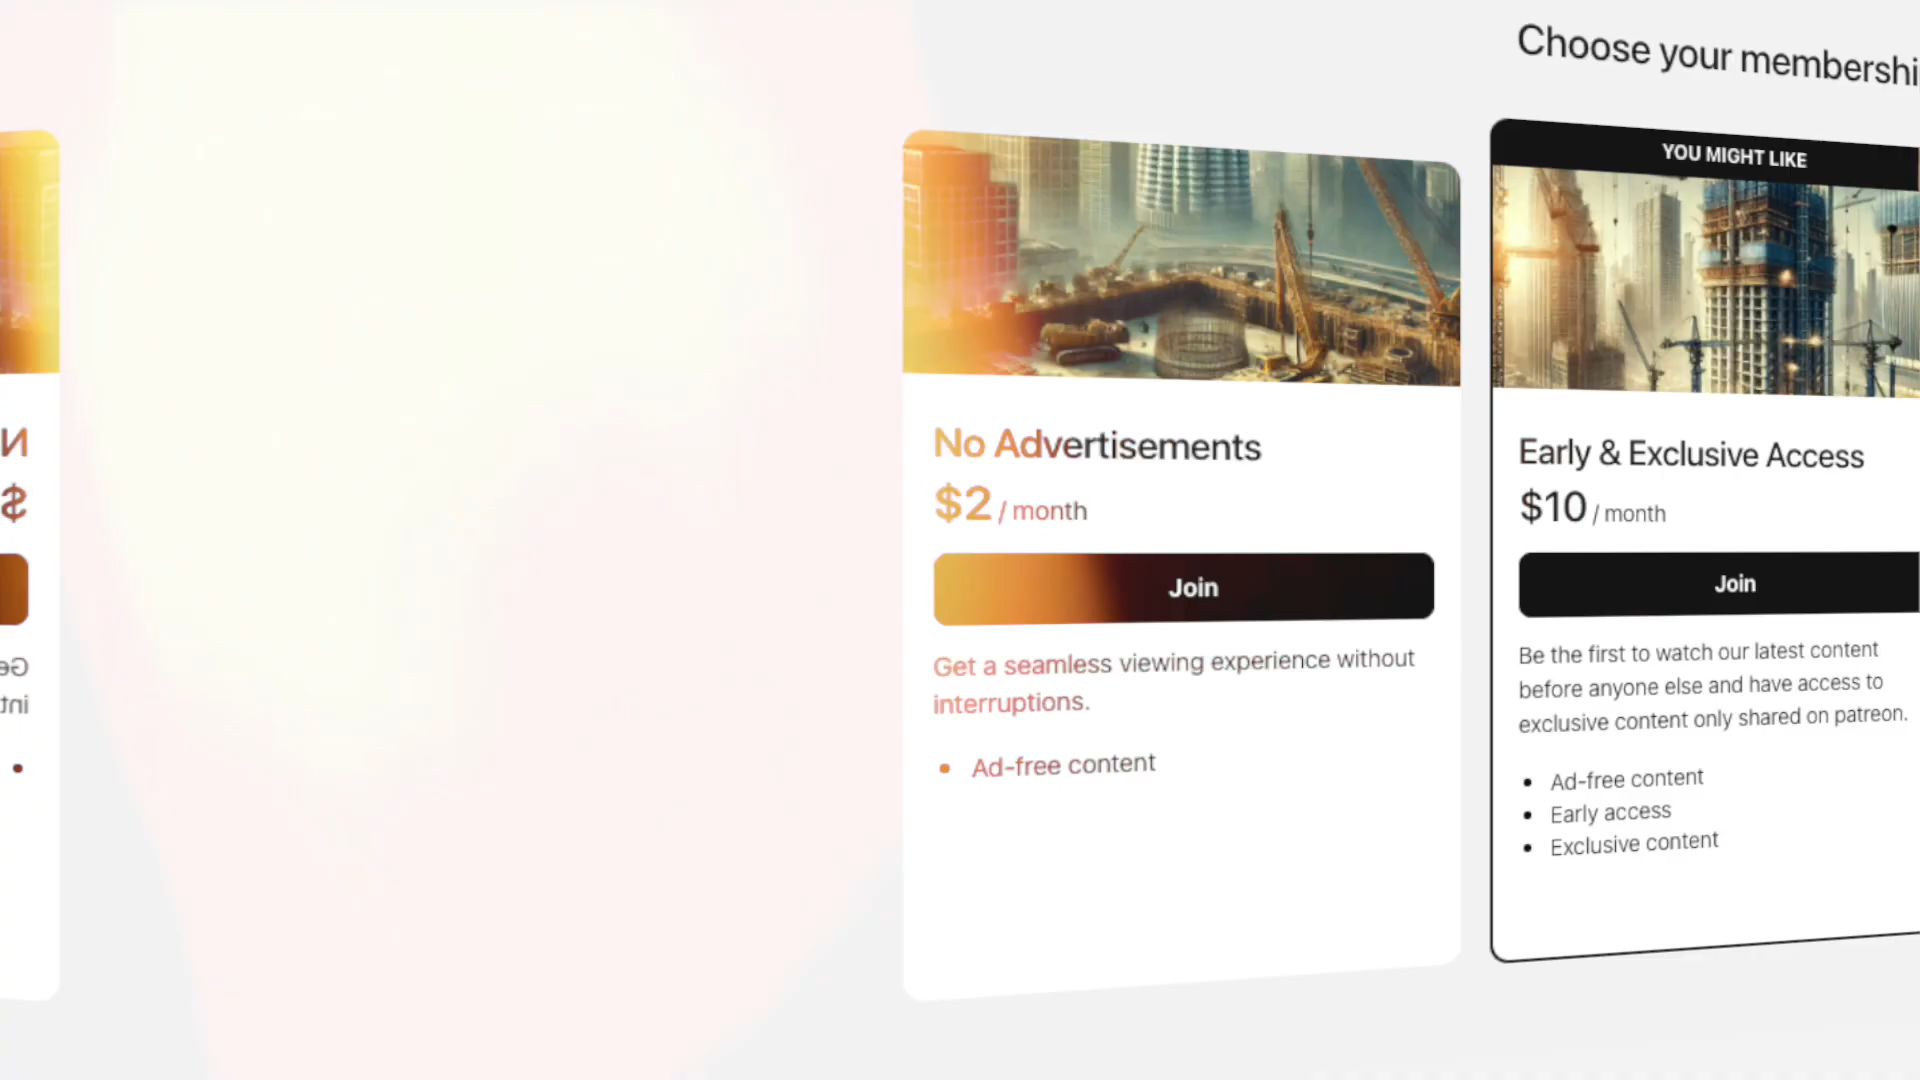 Choose your membershi
YOU MIGHT LIKE
No Advertisements
$2 / month
Join
Get a seamless viewing experience without
interruptions.
• Ad-free content
Early & Exclusive Access
$10 / month
Join
Be the first to watch our latest content
before anyone else and have access to
exclusive content only shared on patreon.
• Ad-free content
• Early access
• Exclusive content